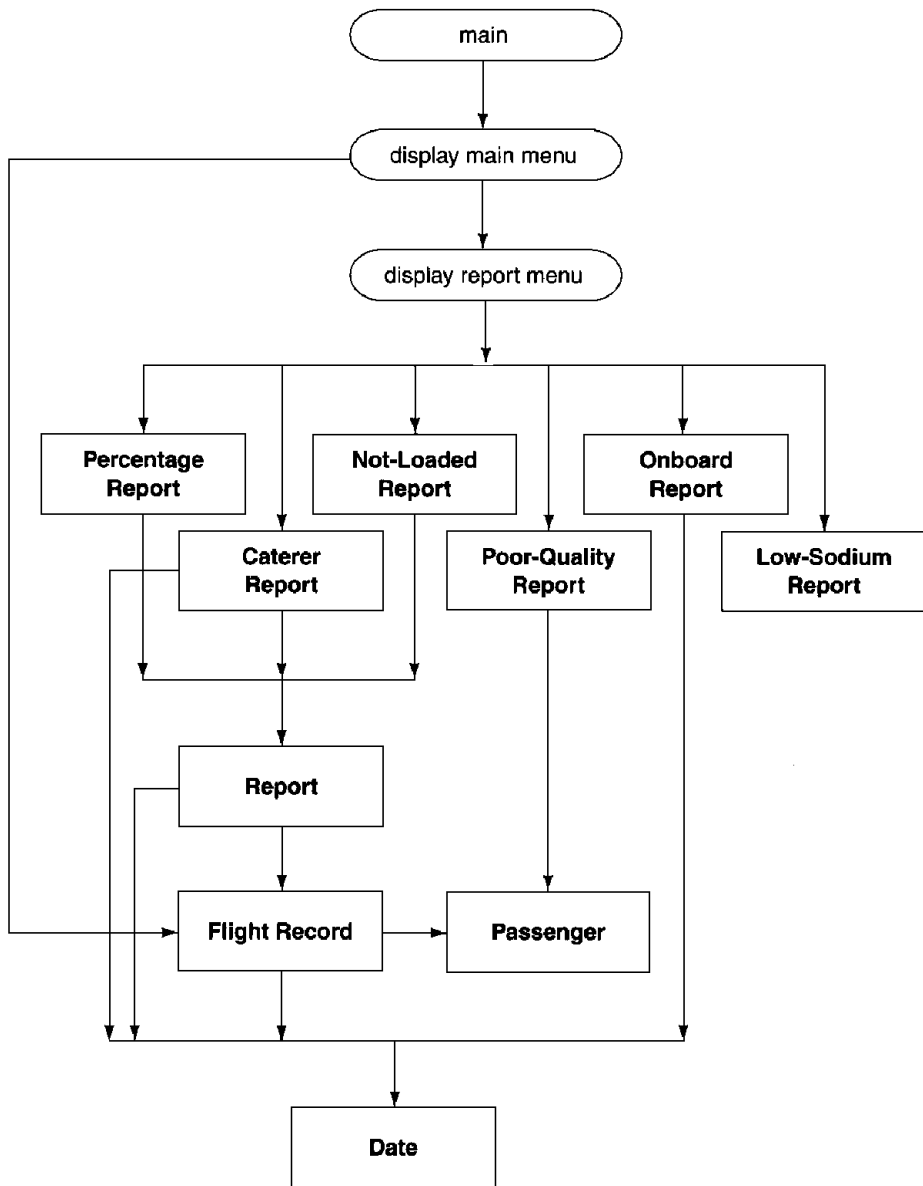 main
display main menu
display report menu
Percentage
Report
Not-Loaded
Report
Onboard
Report
Caterer
Report
Poor-Quality
Report
Low-Sodium
Report
Report
Flight Record
Passenger
Date